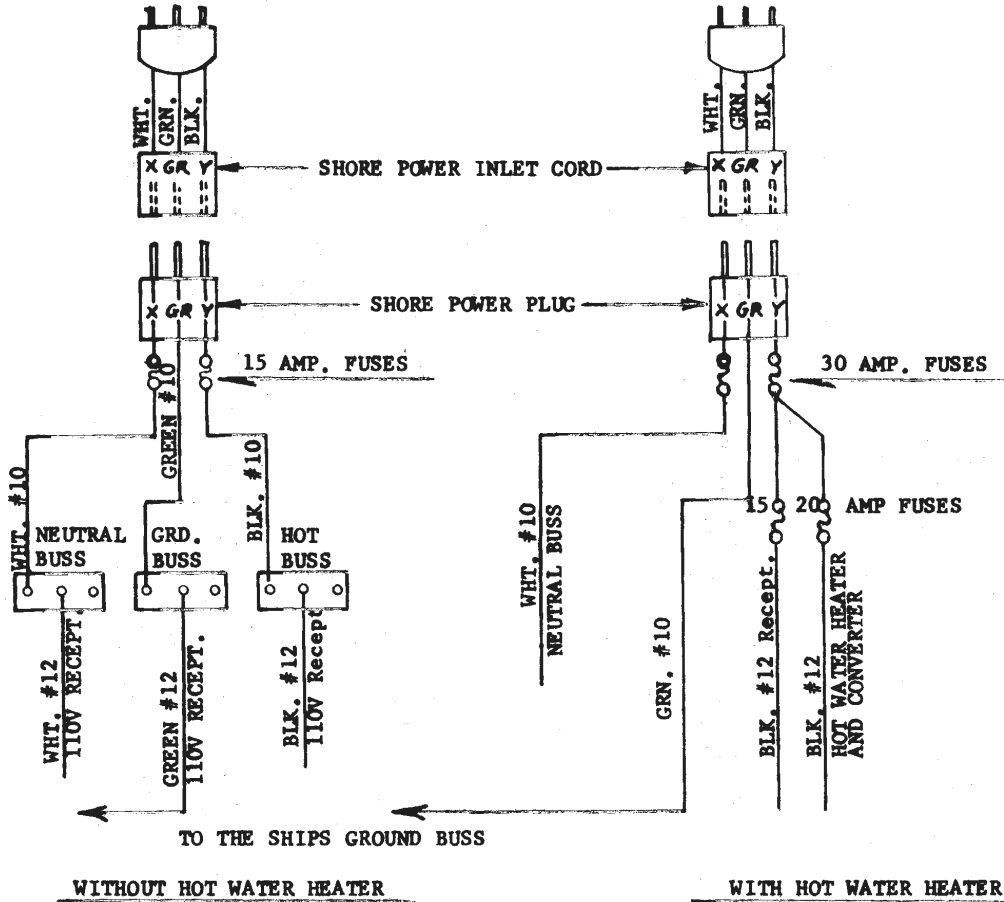 WHT.
GRN.
BLK.
WHT.
GRN.
BLK.
X GR Y
SHORE POWER INLET CORD
X GR Y
X GR Y
SHORE POWER PLUG
X GR Y
15 AMP. FUSES
30 AMP. FUSES
GREEN #10
WHT. #10
BLK. #10
NEUTRAL
BUSS
GRD.
BUSS
HOT
BUSS
WHT. #10
NEUTRAL BUSS
15 20 AMP FUSES
WHT. #12
110V RECEPT.
GREEN #12
110V RECEPT.
BLK. #12
110V Recept
GRN. #10
BLK. #12 Recept.
BLK. #12
HOT WATER HEATER
AND CONVERTER
TO THE SHIPS GROUND BUSS
WITHOUT HOT WATER HEATER
WITH HOT WATER HEATER